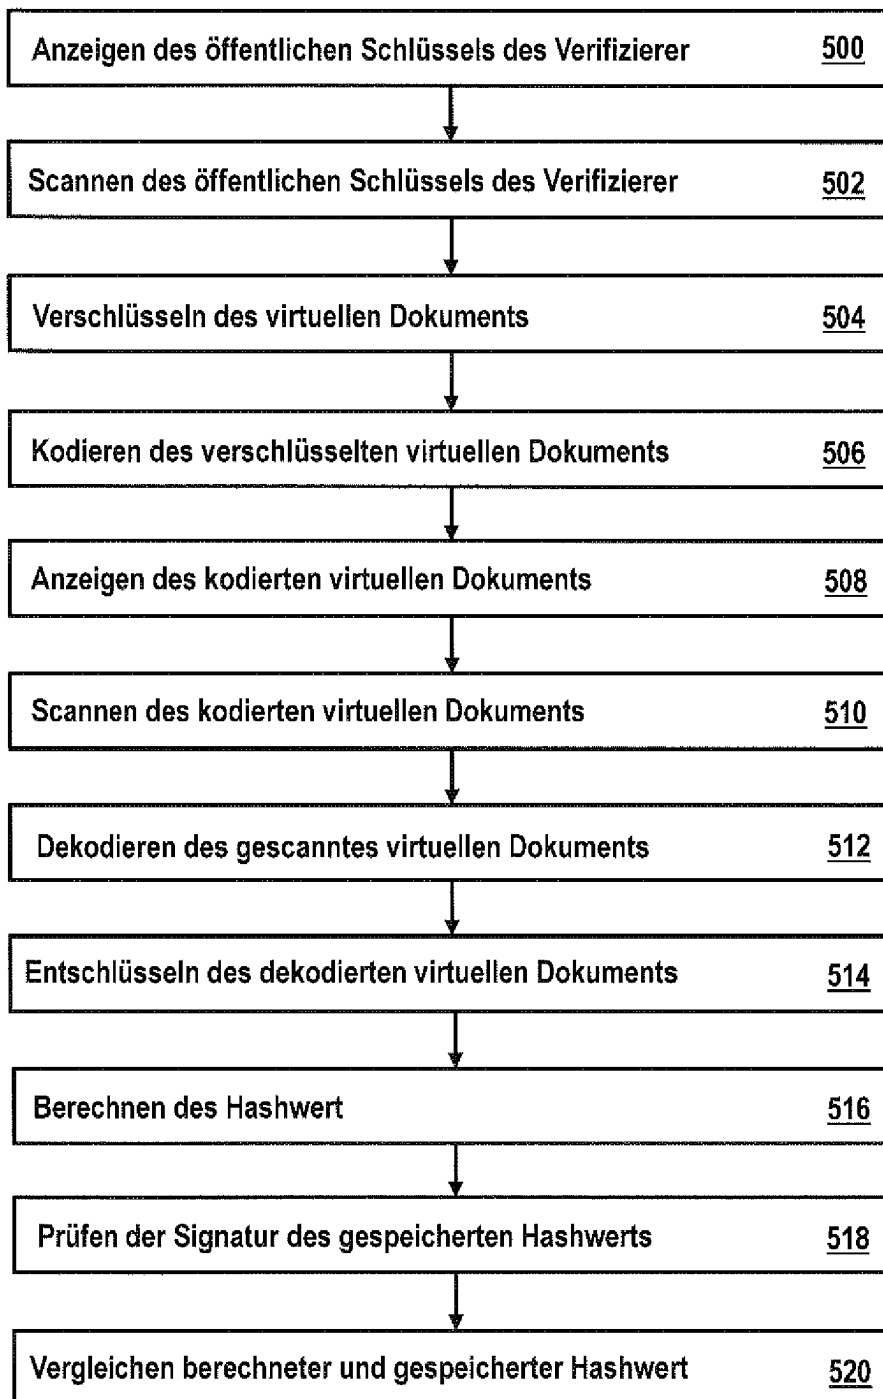 Anzeigen des öffentlichen Schlüssels des Verifizierer 500
Scannen des öffentlichen Schlüssels des Verifizierer 502
Verschlüsseln des virtuellen Dokuments 504
Kodieren des verschlüsselten virtuellen Dokuments 506
Anzeigen des kodierten virtuellen Dokuments 508
Scannen des kodierten virtuellen Dokuments 510
Dekodieren des gescanntes virtuellen Dokuments 512
Entschlüsseln des dekodierten virtuellen Dokuments 514
Berechnen des Hashwert 516
Prüfen der Signatur des gespeicherten Hashwerts 518
Vergleichen berechneter und gespeicherter Hashwert 520